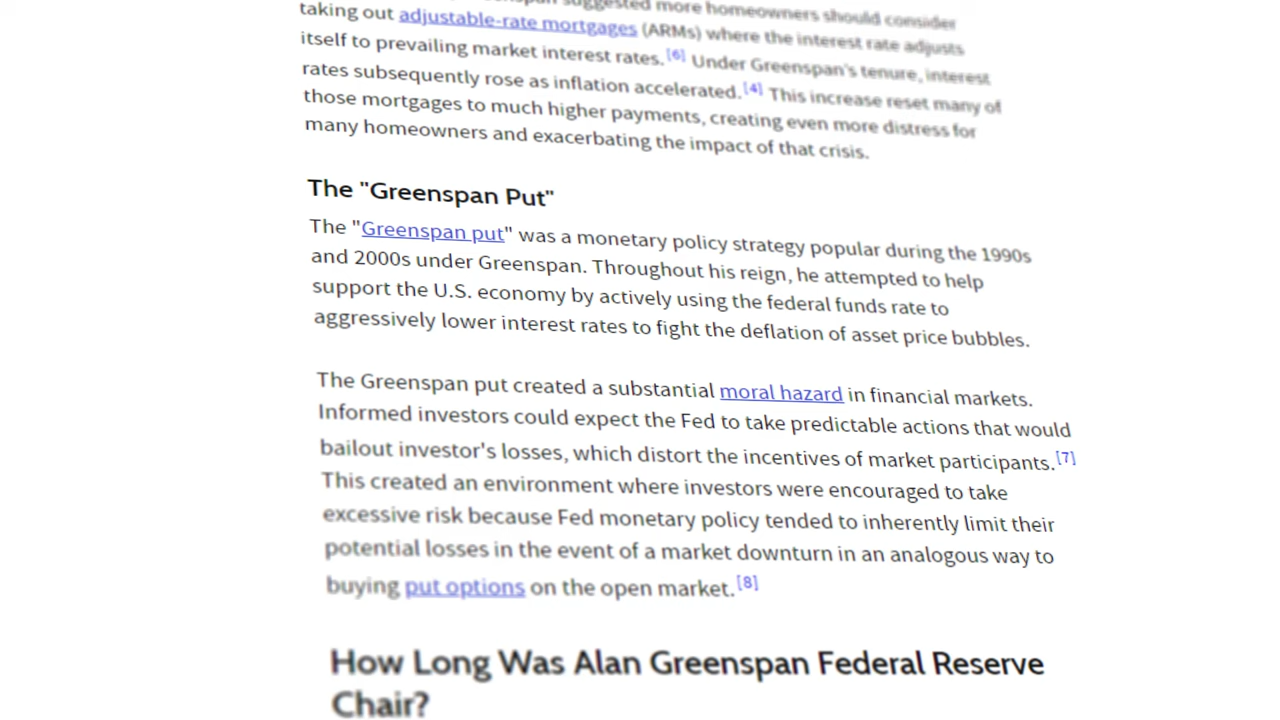 suggested more homeowners should consider
taking out adjustable-rate mortgages (ARMs) where the interest rate adjusts
itself to prevailing market interest rates.[6] Under Greenspan's tenure, interest
rates subsequently rose as inflation accelerated.[4] This increase reset many of
those mortgages to much higher payments, creating even more distress for
many homeowners and exacerbating the impact of that crisis.
The "Greenspan Put"
The "Greenspan put" was a monetary policy strategy popular during the 1990s
and 2000s under Greenspan. Throughout his reign, he attempted to help
support the U.S. economy by actively using the federal funds rate to
aggressively lower interest rates to fight the deflation of asset price bubbles.
The Greenspan put created a substantial moral hazard in financial markets.
Informed investors could expect the Fed to take predictable actions that would
bailout investor's losses, which distort the incentives of market participants.[7]
This created an environment where investors were encouraged to take
excessive risk because Fed monetary policy tended to inherently limit their
potential losses in the event of a market downturn in an analogous way to
buying put options on the open market.[8]
How Long Was Alan Greenspan Federal Reserve
Chair?